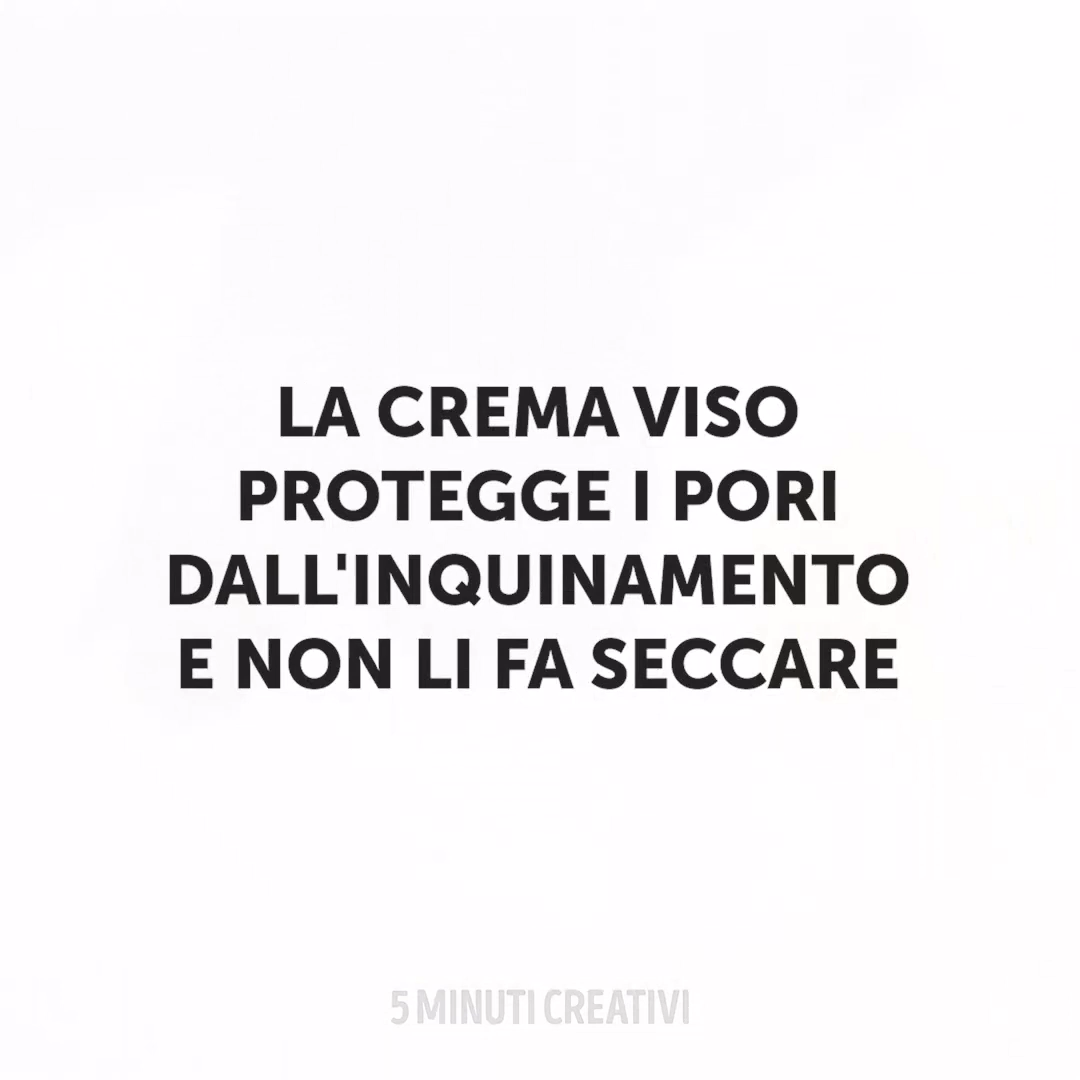 LA CREMA VISO
PROTEGGE I PORI
DALL'INQUINAMENTO
E NON LI FA SECCARE
5 MINUTI CREATIVI